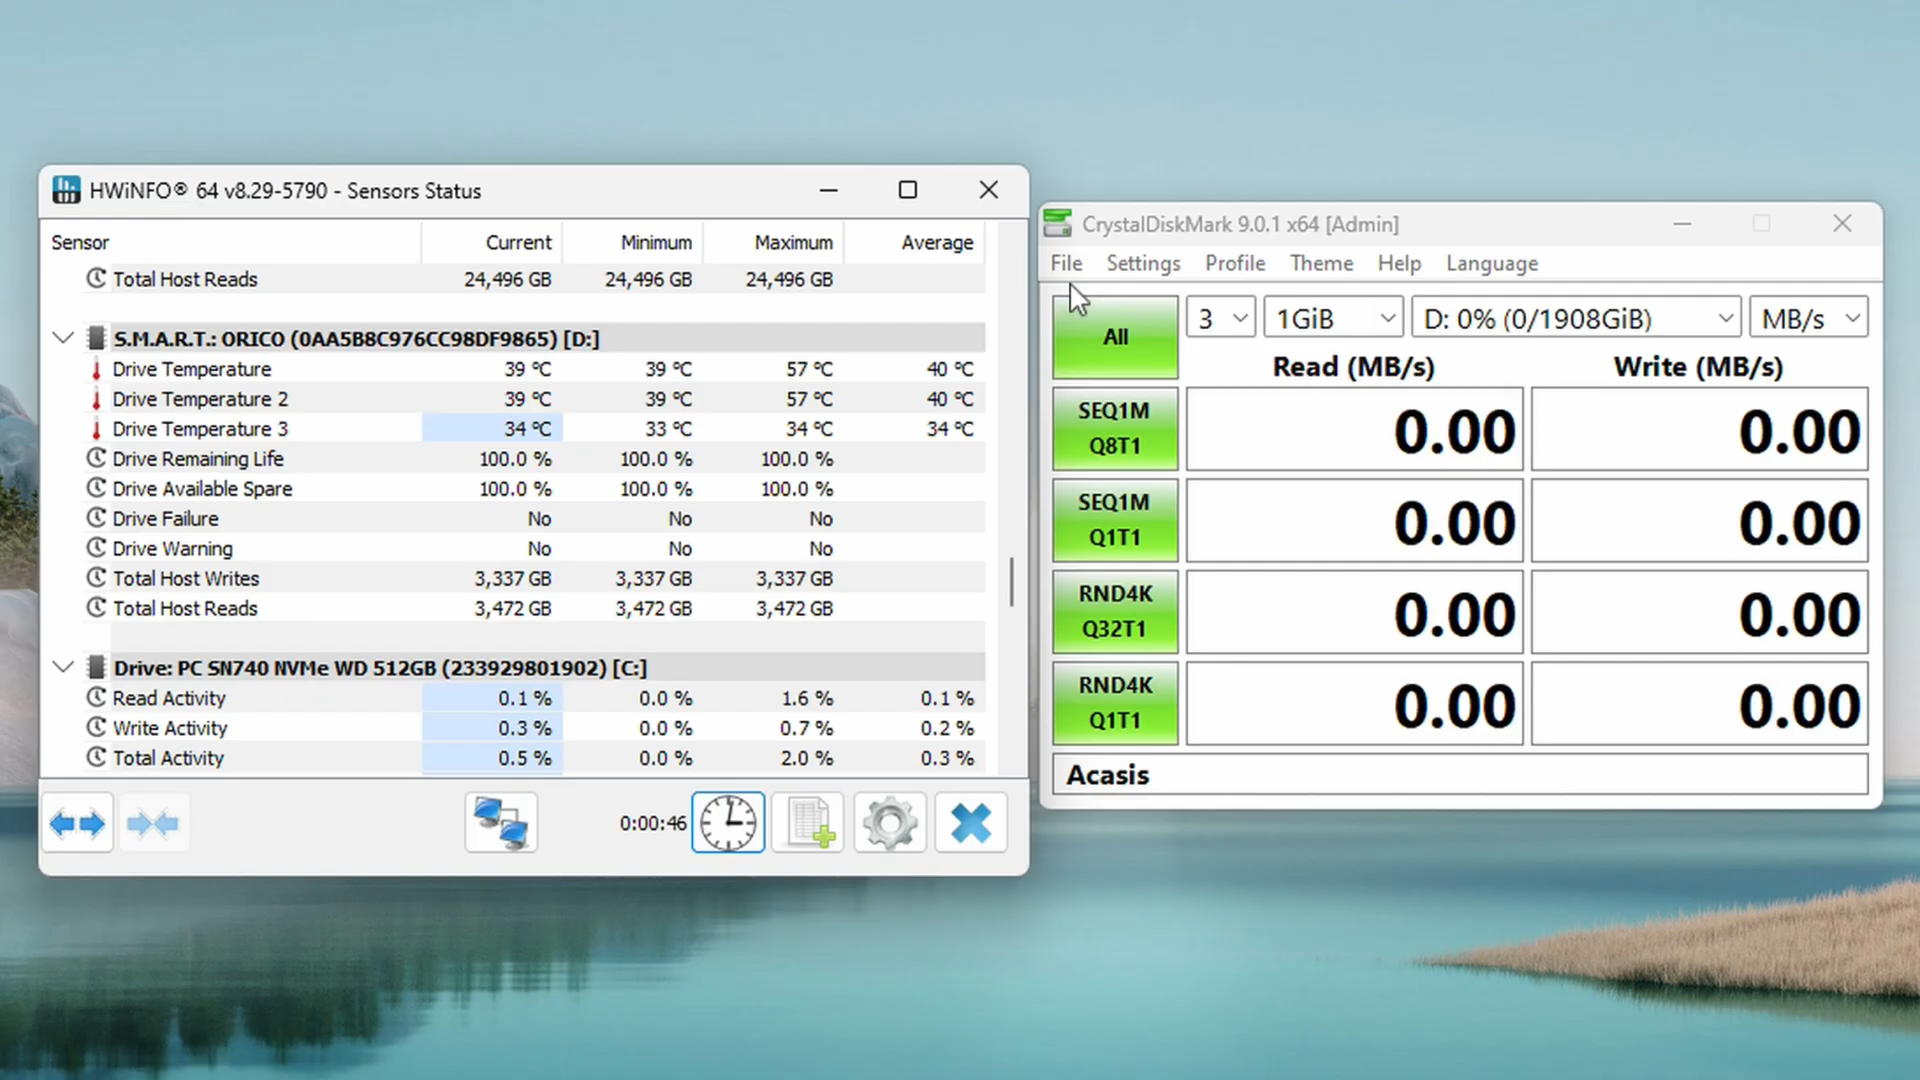 HWiNFO® 64 v8.29-5790 - Sensors Status
Sensor Current Minimum Maximum Average
Total Host Reads 24,496 GB 24,496 GB 24,496 GB
S.M.A.R.T.: ORICO (0AA5B8C976CC98DF9865) [D:]
Drive Temperature 39 °C 39 °C 57 °C 40 °C
Drive Temperature 2 39 °C 39 °C 57 °C 40 °C
Drive Temperature 3 34 °C 33 °C 34 °C 34 °C
Drive Remaining Life 100.0 % 100.0 % 100.0 %
Drive Available Spare 100.0 % 100.0 % 100.0 %
Drive Failure No No No
Drive Warning No No No
Total Host Writes 3,337 GB 3,337 GB 3,337 GB
Total Host Reads 3,472 GB 3,472 GB 3,472 GB
Drive: PC SN740 NVMe WD 512GB (233929801902) [C:]
Read Activity 0.1 % 0.0 % 1.6 % 0.1 %
Write Activity 0.3 % 0.0 % 0.7 % 0.2 %
Total Activity 0.5 % 0.0 % 2.0 % 0.3 %
0:00:46
CrystalDiskMark 9.0.1 x64 [Admin]
File Settings Profile Theme Help Language
All 3 1GiB D: 0% (0/1908GiB) MB/s
Read (MB/s) Write (MB/s)
SEQ1M
Q8T1 0.00 0.00
SEQ1M
Q1T1 0.00 0.00
RND4K
Q32T1 0.00 0.00
RND4K
Q1T1 0.00 0.00
Acasis